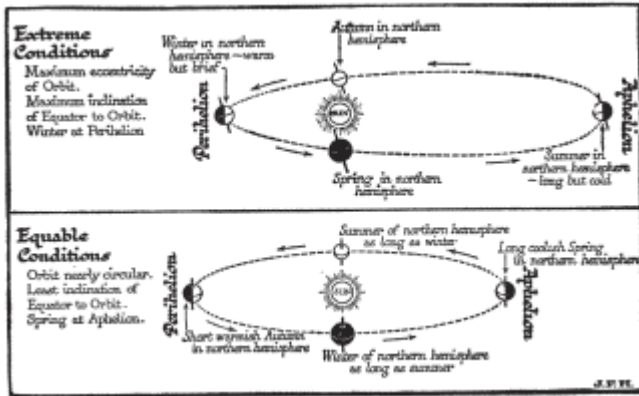 Extreme
Conditions
Maximum eccentricity
of Orbit.
Maximum inclination
of Equator to Orbit.
Winter at Perihelion
Winter in northern
hemisphere – warm
but brief
Autumn in northern
hemisphere
Perihelion
SUN
Aphelion
Spring in northern
hemisphere
Summer in
northern hemisphere
– long but cold
Equable
Conditions
Orbit nearly circular.
Least inclination of
Equator to Orbit.
Spring at Aphelion.
Summer of northern hemisphere
as long as winter
Long coolish Spring
in northern hemisphere
Perihelion
SUN
Aphelion
Short warmish Autumn
in northern hemisphere
Winter of northern hemisphere
as long as summer
J.F.H.